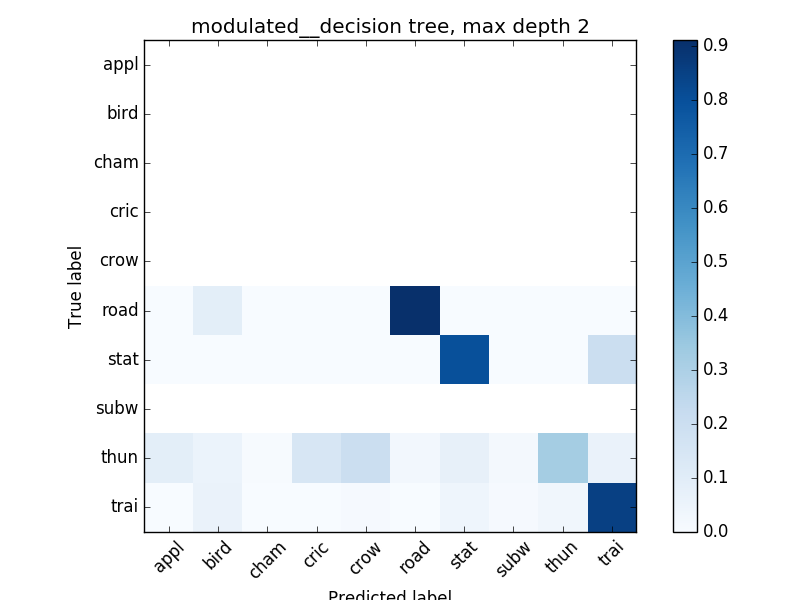 modulated__decision tree, max depth 2
appl
bird
cham
cric
crow
road
stat
subw
thun
trai
True label
appl bird cham cric crow road stat subw thun trai
Predicted label
0.9
0.8
0.7
0.6
0.5
0.4
0.3
0.2
0.1
0.0